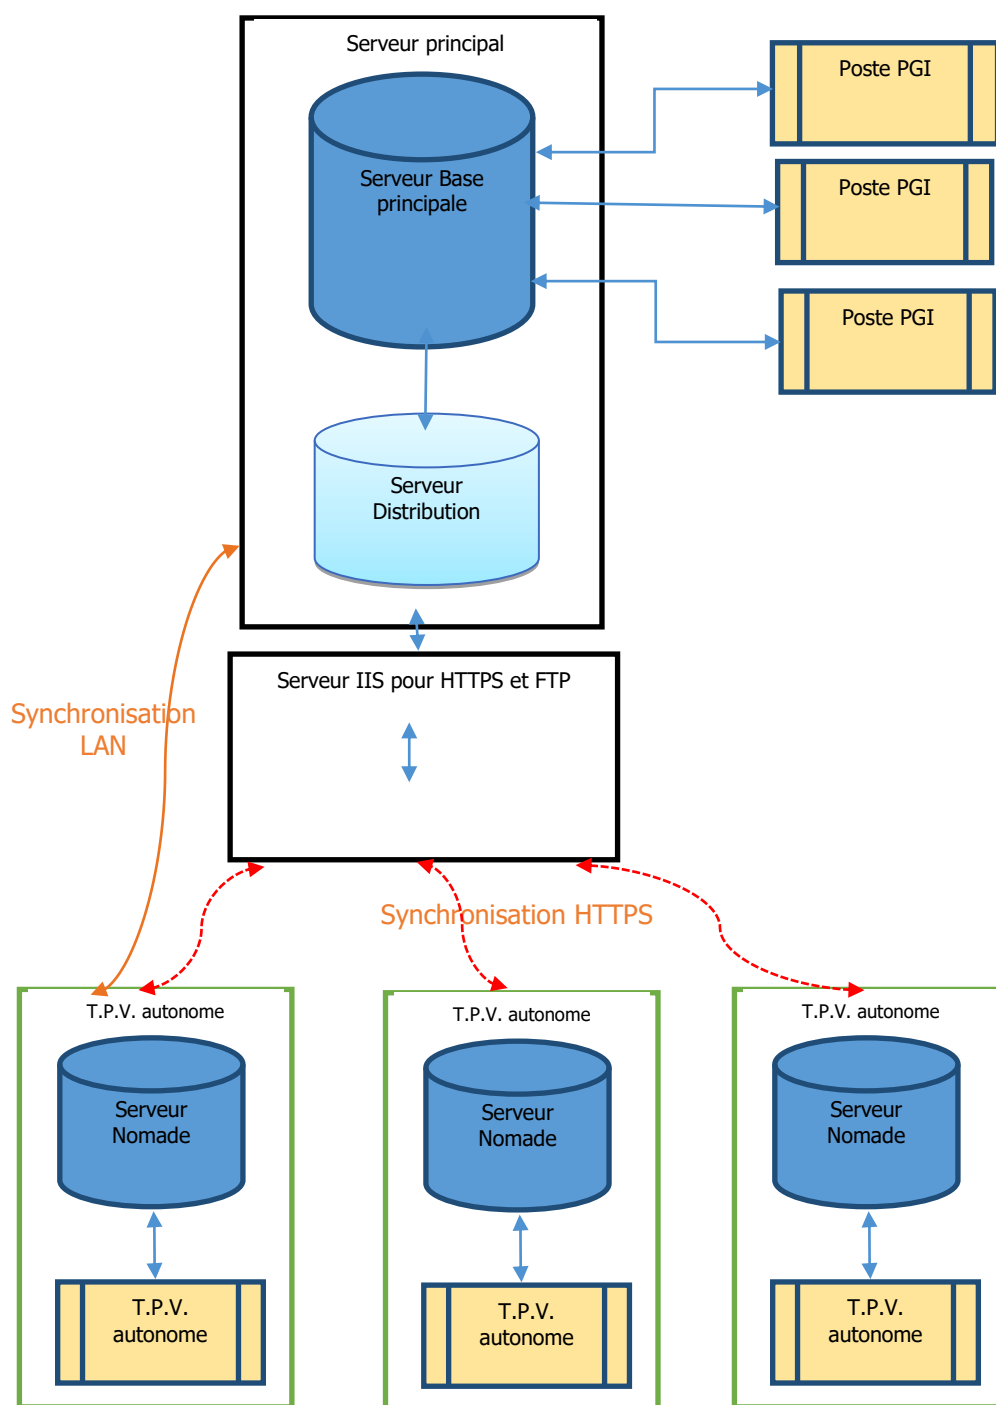 Serveur principal
Poste PGI
Serveur Base
principale
Poste PGI
Poste PGI
Serveur
Distribution
Serveur IIS pour HTTPS et FTP
Synchronisation
LAN
Synchronisation HTTPS
T.P.V. autonome
Serveur
Nomade
T.P.V.
autonome
T.P.V. autonome
Serveur
Nomade
T.P.V.
autonome
T.P.V. autonome
Serveur
Nomade
T.P.V.
autonome